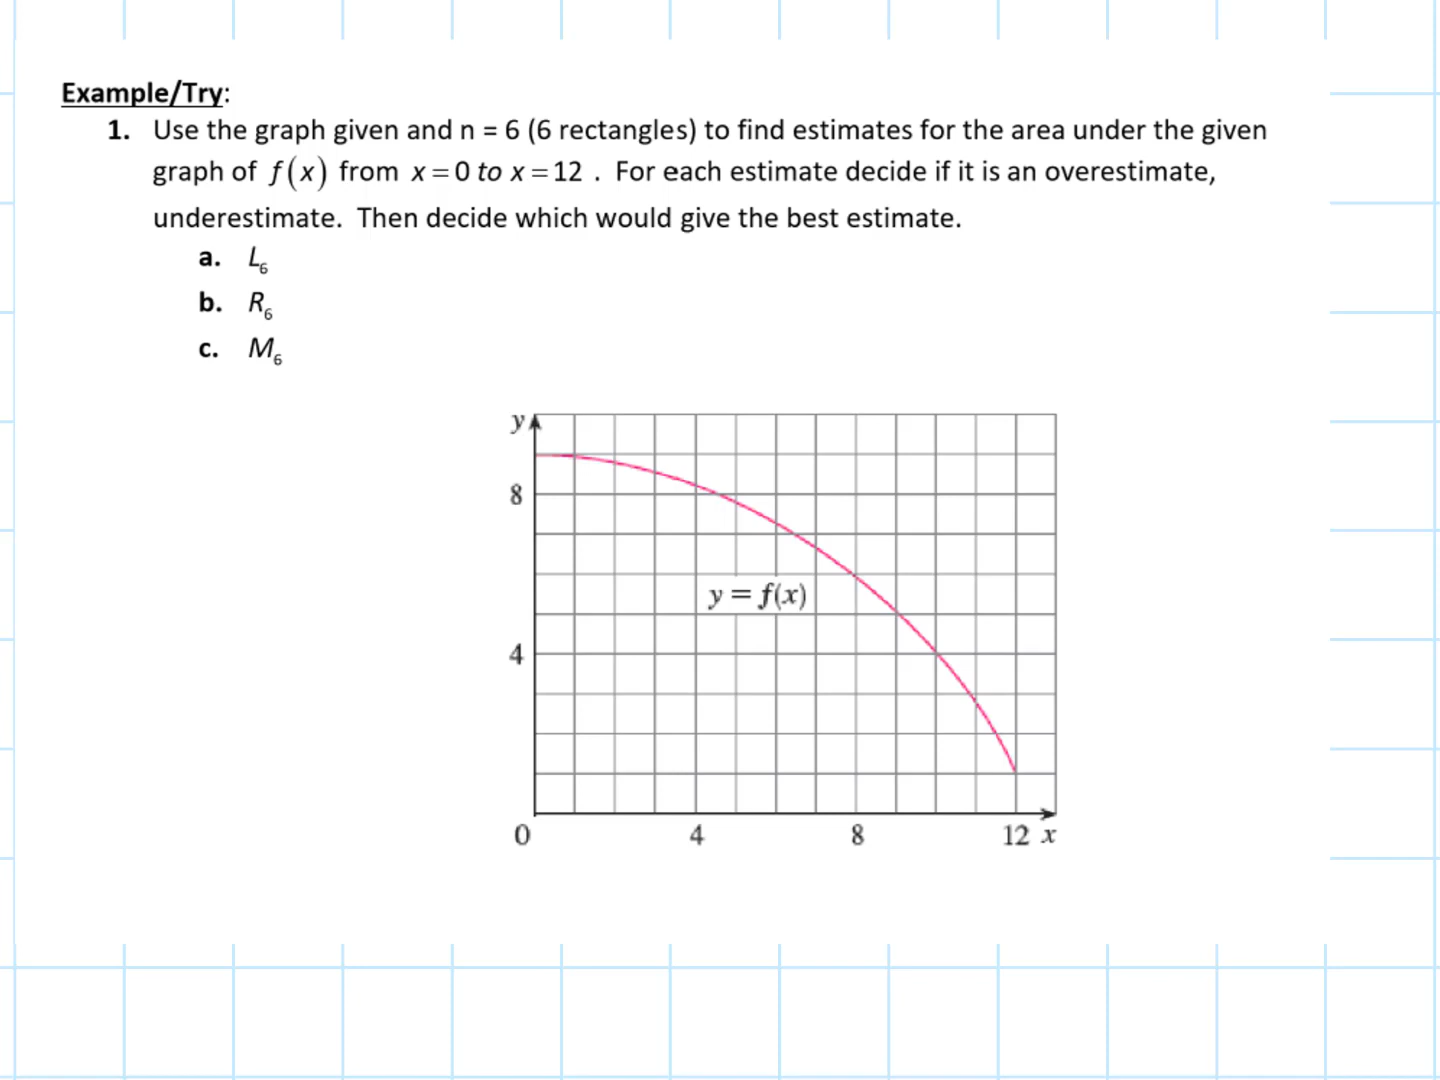 Example/Try:
1. Use the graph given and n = 6 (6 rectangles) to find estimates for the area under the given
graph of f(x) from x=0 to x=12 . For each estimate decide if it is an overestimate,
underestimate. Then decide which would give the best estimate.
a. L₆
b. R₆
c. M₆
y
8
y = f(x)
4
0 4 8 12 x